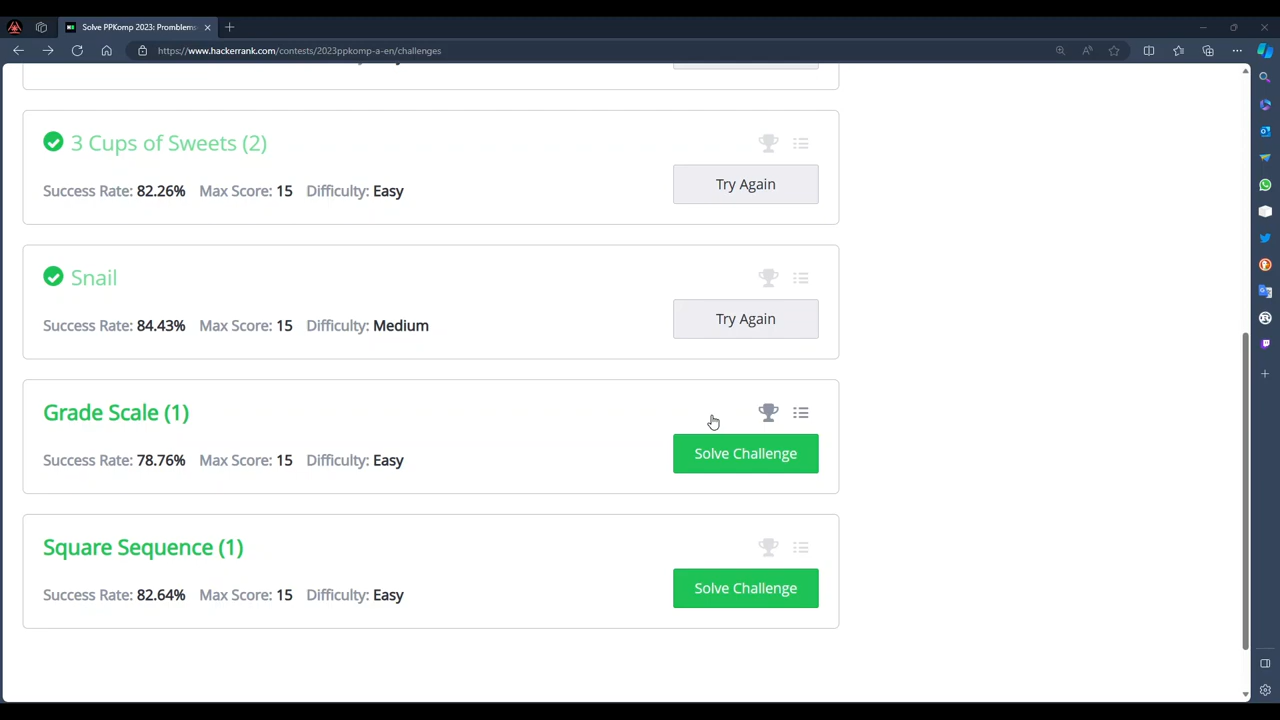 Solve PPKomp 2023: Promblems
https://www.hackerrank.com/contests/2023ppkomp-a-en/challenges
3 Cups of Sweets (2)
Success Rate: 82.26% Max Score: 15 Difficulty: Easy
Try Again
Snail
Success Rate: 84.43% Max Score: 15 Difficulty: Medium
Try Again
Grade Scale (1)
Success Rate: 78.76% Max Score: 15 Difficulty: Easy
Solve Challenge
Square Sequence (1)
Success Rate: 82.64% Max Score: 15 Difficulty: Easy
Solve Challenge